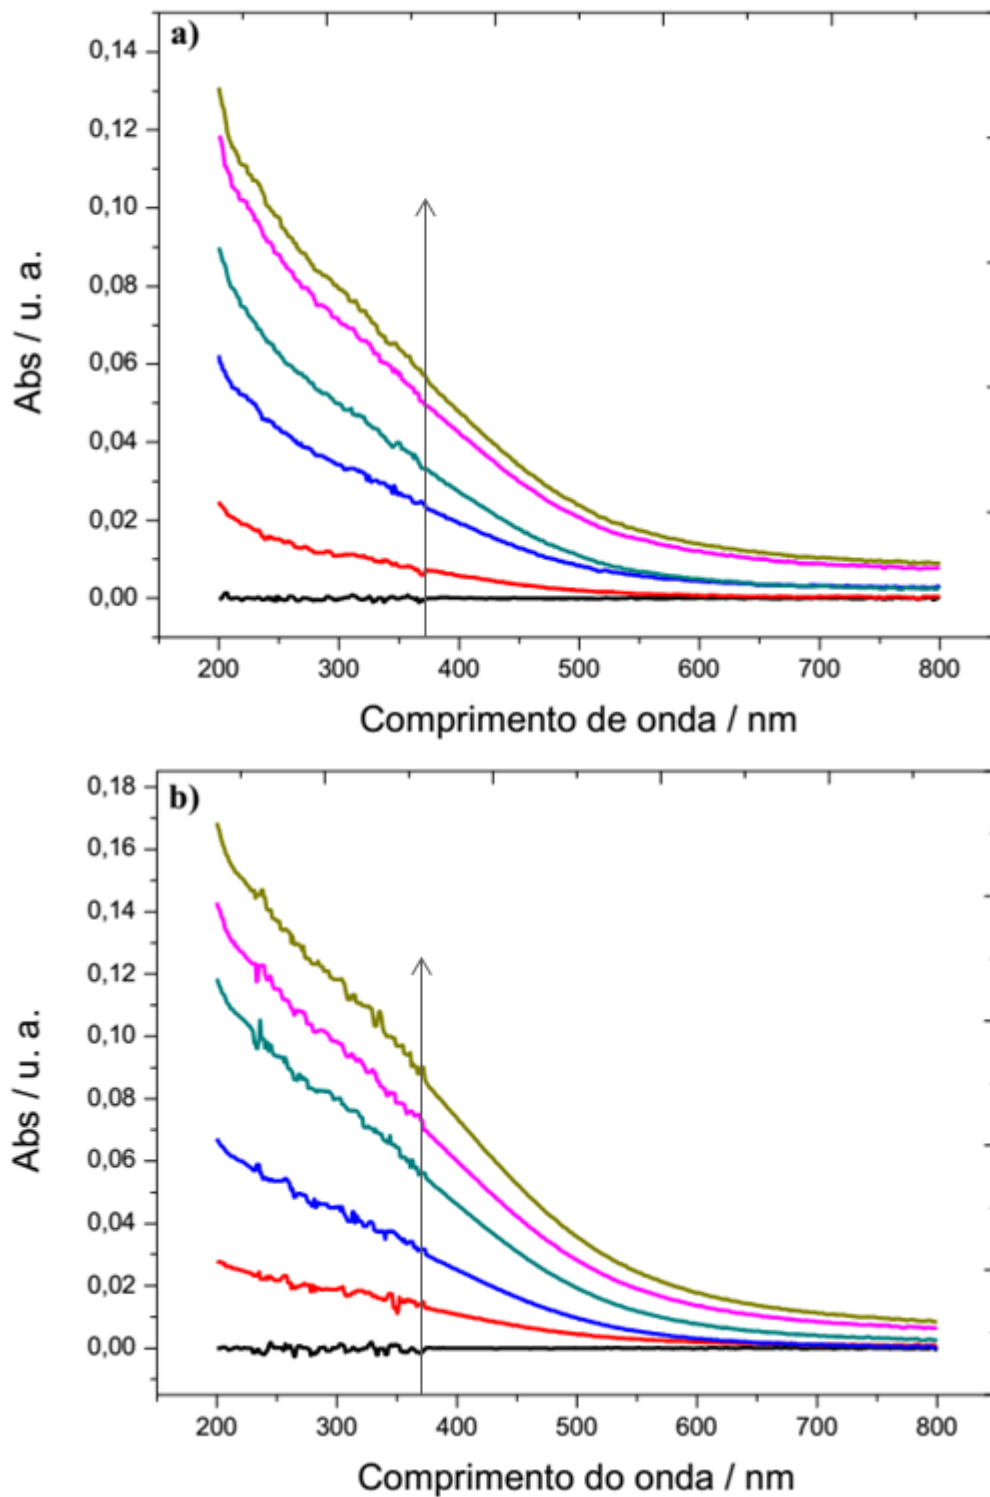 a)
Abs / u. a.
0,14
0,12
0,10
0,08
0,06
0,04
0,02
0,00
200 300 400 500 600 700 800
Comprimento de onda / nm
b)
Abs / u. a.
0,18
0,16
0,14
0,12
0,10
0,08
0,06
0,04
0,02
0,00
200 300 400 500 600 700 800
Comprimento do onda / nm